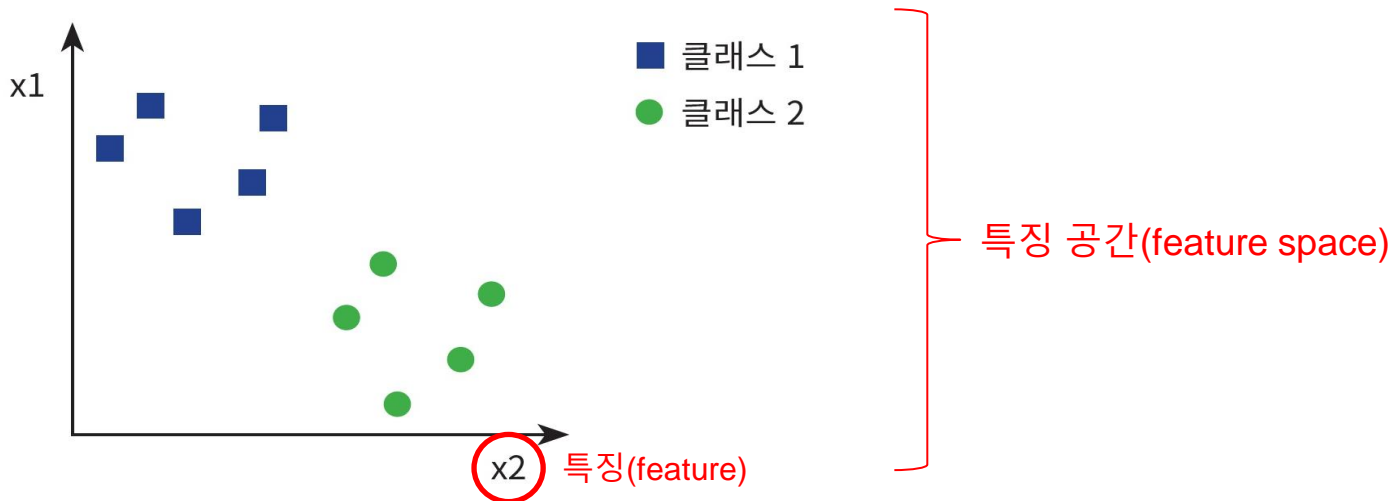 x1
클래스 1
클래스 2
특징 공간(feature space)
x2 특징(feature)